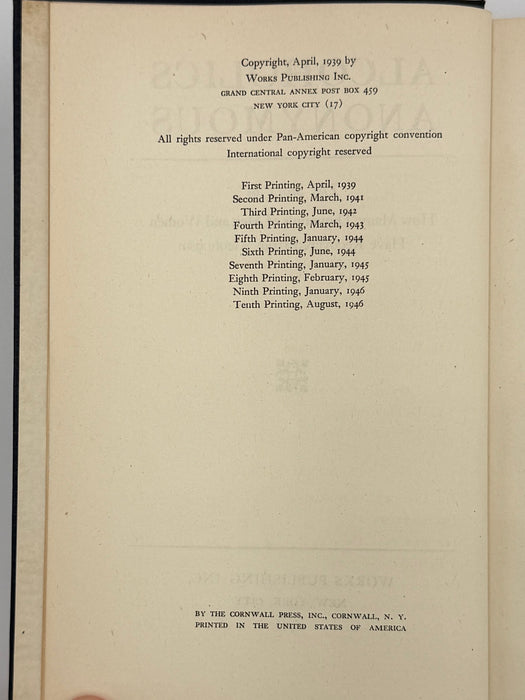 Copyright, April, 1939 by
Works Publishing Inc.
GRAND CENTRAL ANNEX POST BOX 459
NEW YORK CITY (17)
All rights reserved under Pan-American copyright convention
International copyright reserved
First Printing, April, 1939
Second Printing, March, 1941
Third Printing, June, 1942
Fourth Printing, March, 1943
Fifth Printing, January, 1944
Sixth Printing, June, 1944
Seventh Printing, January, 1945
Eighth Printing, February, 1945
Ninth Printing, January, 1946
Tenth Printing, August, 1946
BY THE CORNWALL PRESS, INC., CORNWALL, N. Y.
PRINTED IN THE UNITED STATES OF AMERICA